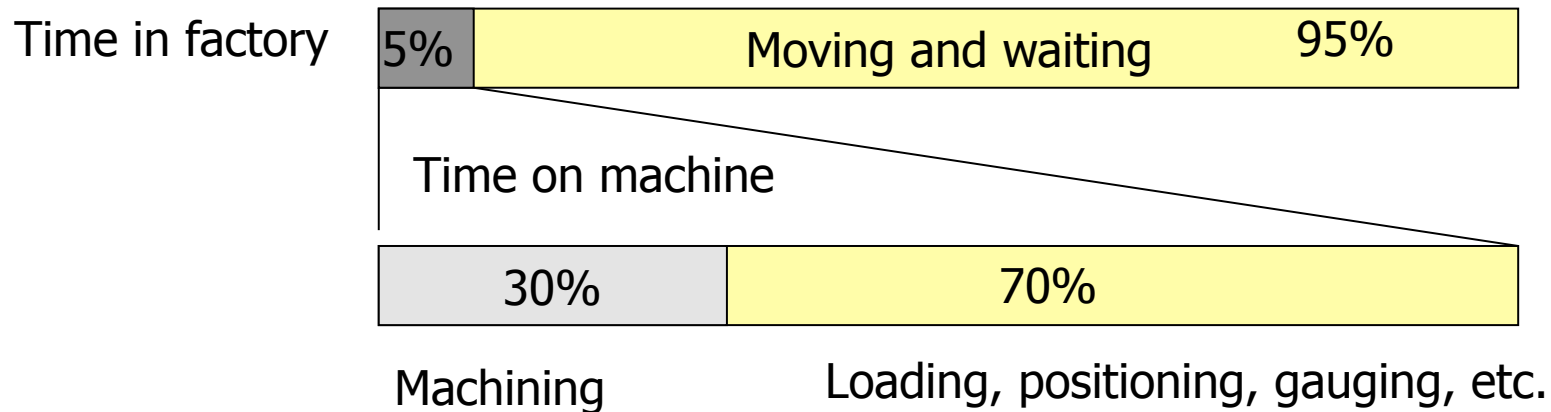 Time in factory 5% Moving and waiting 95%
Time on machine
30% 70%
Machining Loading, positioning, gauging, etc.